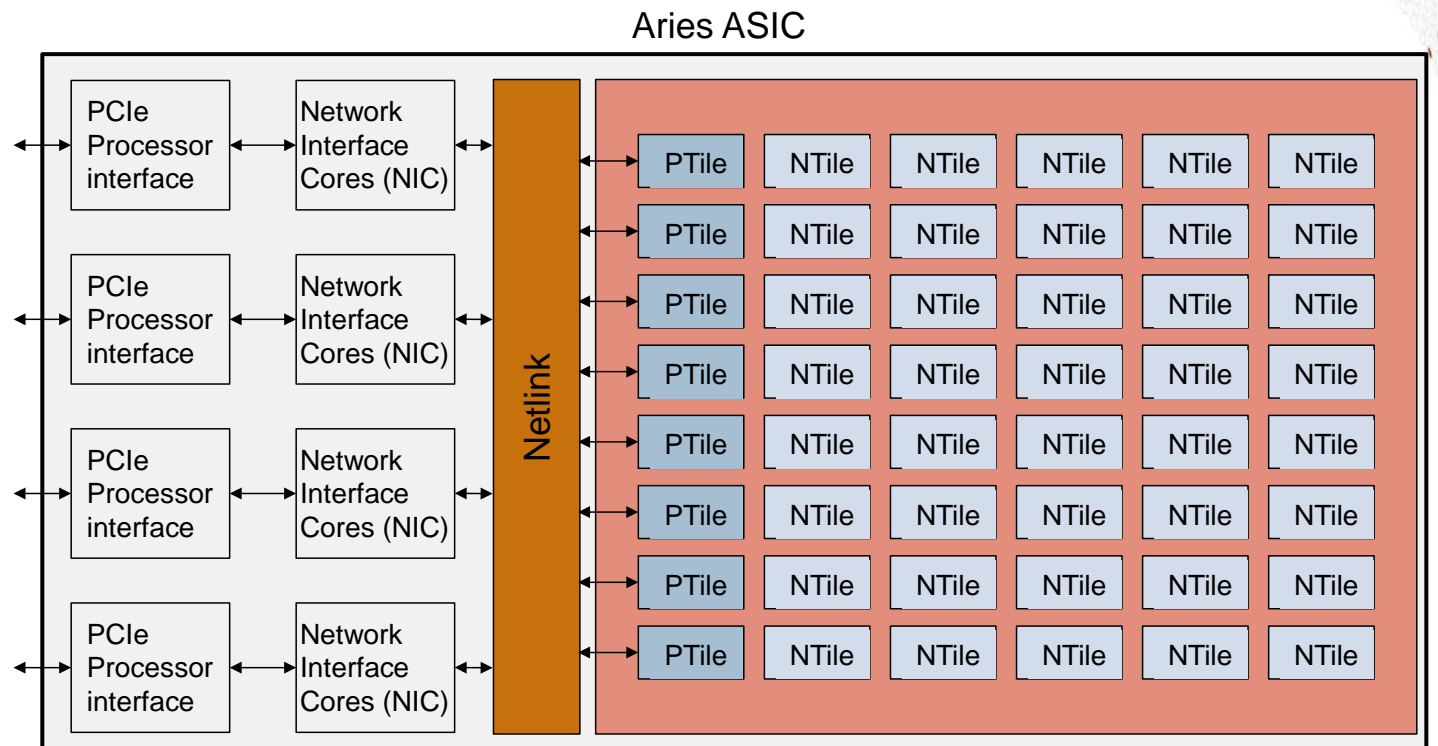 Aries ASIC
PCIe
Processor
interface
Network
Interface
Cores (NIC)
PCIe
Processor
interface
Network
Interface
Cores (NIC)
PCIe
Processor
interface
Network
Interface
Cores (NIC)
PCIe
Processor
interface
Network
Interface
Cores (NIC)
Netlink
PTile NTile NTile NTile NTile NTile
PTile NTile NTile NTile NTile NTile
PTile NTile NTile NTile NTile NTile
PTile NTile NTile NTile NTile NTile
PTile NTile NTile NTile NTile NTile
PTile NTile NTile NTile NTile NTile
PTile NTile NTile NTile NTile NTile
PTile NTile NTile NTile NTile NTile